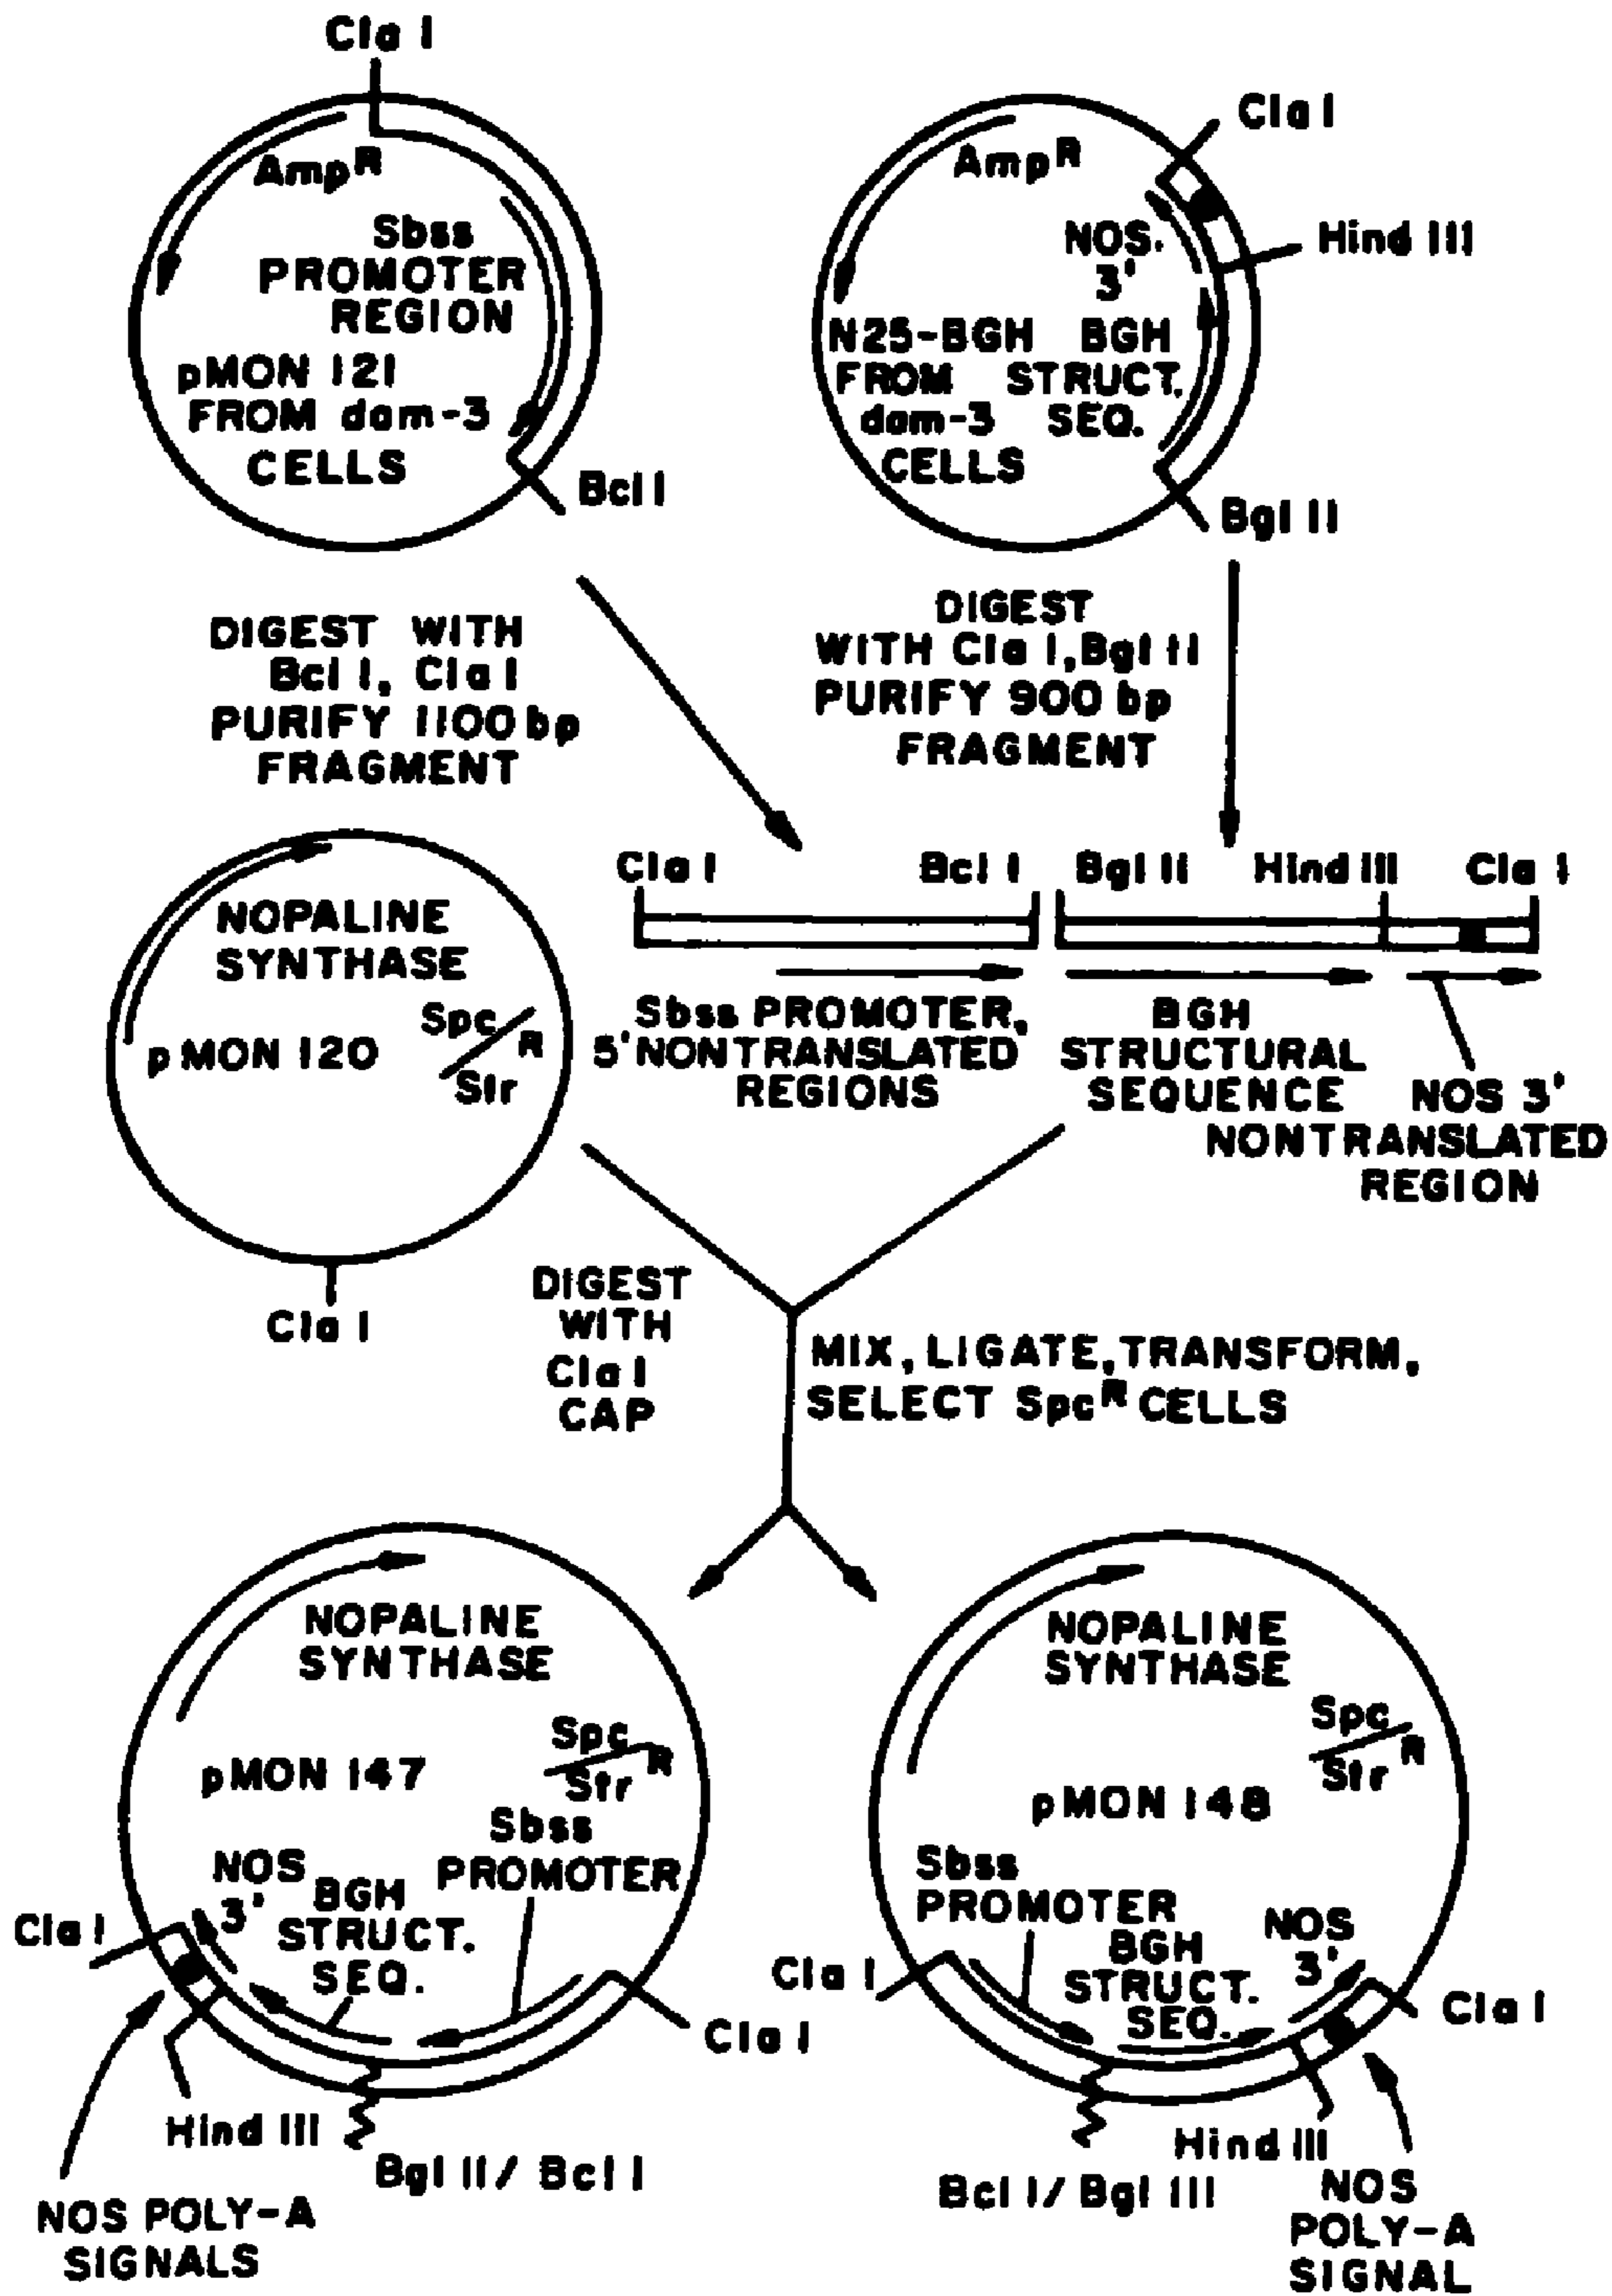 Cla I
Amp R
Sbss
PROMOTER
REGION
pMON 121
FROM dam-3
CELLS
Bcl I
Cla I
Amp R
NOS.
3'
Hind III
N25-BGH BGH
FROM STRUCT.
dam-3 SEQ.
CELLS
Bgl II
DIGEST WITH
Bcl I, Cla I
PURIFY 1100 bp
FRAGMENT
DIGEST
WITH Cla I, Bgl II
PURIFY 900 bp
FRAGMENT
NOPALINE
SYNTHASE
Spc/Str R
pMON 120
Cla I
Cla I Bcl I Bgl II Hind III Cla I
Sbss PROMOTER,
5' NONTRANSLATED
REGIONS
BGH
STRUCTURAL
SEQUENCE
NOS 3'
NONTRANSLATED
REGION
DIGEST
WITH
Cla I
CAP
MIX, LIGATE, TRANSFORM,
SELECT Spc R CELLS
NOPALINE
SYNTHASE
Spc/Str R
pMON 147
Sbss
PROMOTER
NOS
3'
BGH
STRUCT.
SEQ.
Cla I
Cla I
Hind III
Bgl II/ Bcl I
NOS POLY-A
SIGNALS
NOPALINE
SYNTHASE
Spc/Str R
pMON 148
Sbss
PROMOTER
BGH
STRUCT.
SEQ.
NOS
3'
Cla I
Cla I
Hind III
Bcl I/ Bgl III
NOS
POLY-A
SIGNAL